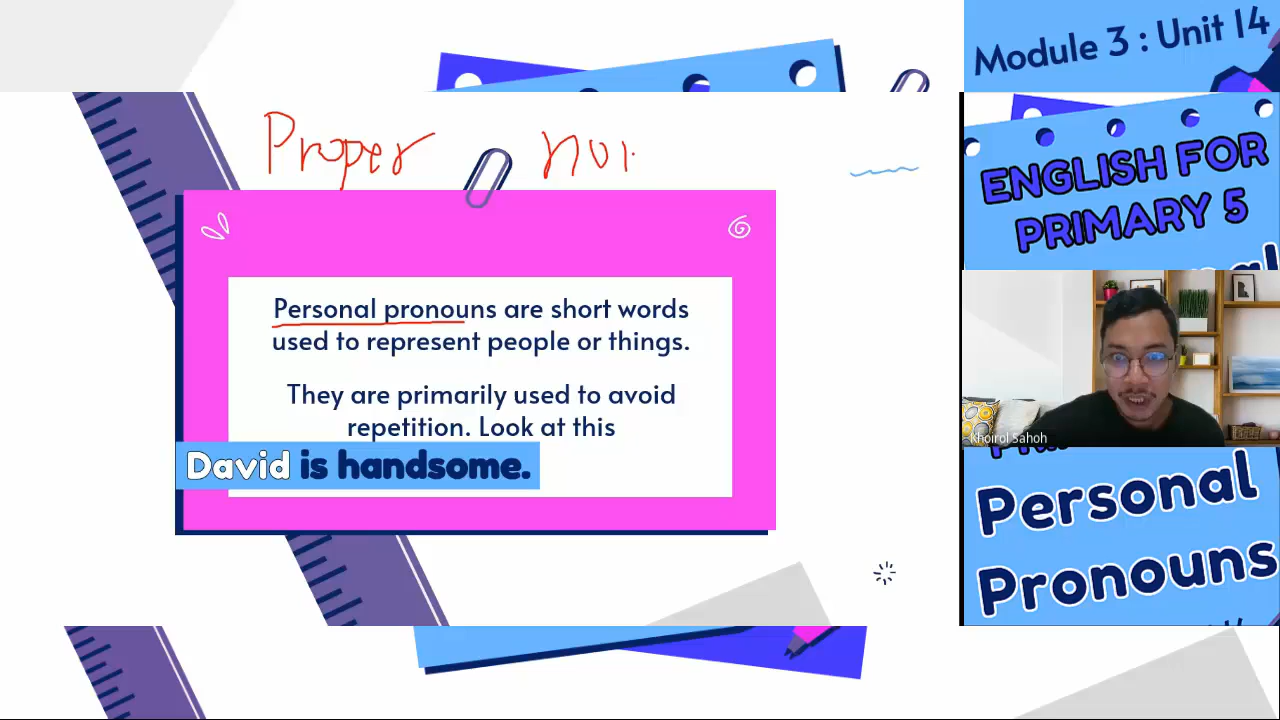 Module 3 : Unit 14
Proper nou
ENGLISH FOR
PRIMARY 5
Personal pronouns are short words
used to represent people or things.
They are primarily used to avoid
repetition. Look at this
David is handsome.
Khoirol Sahoh
Personal
Pronouns